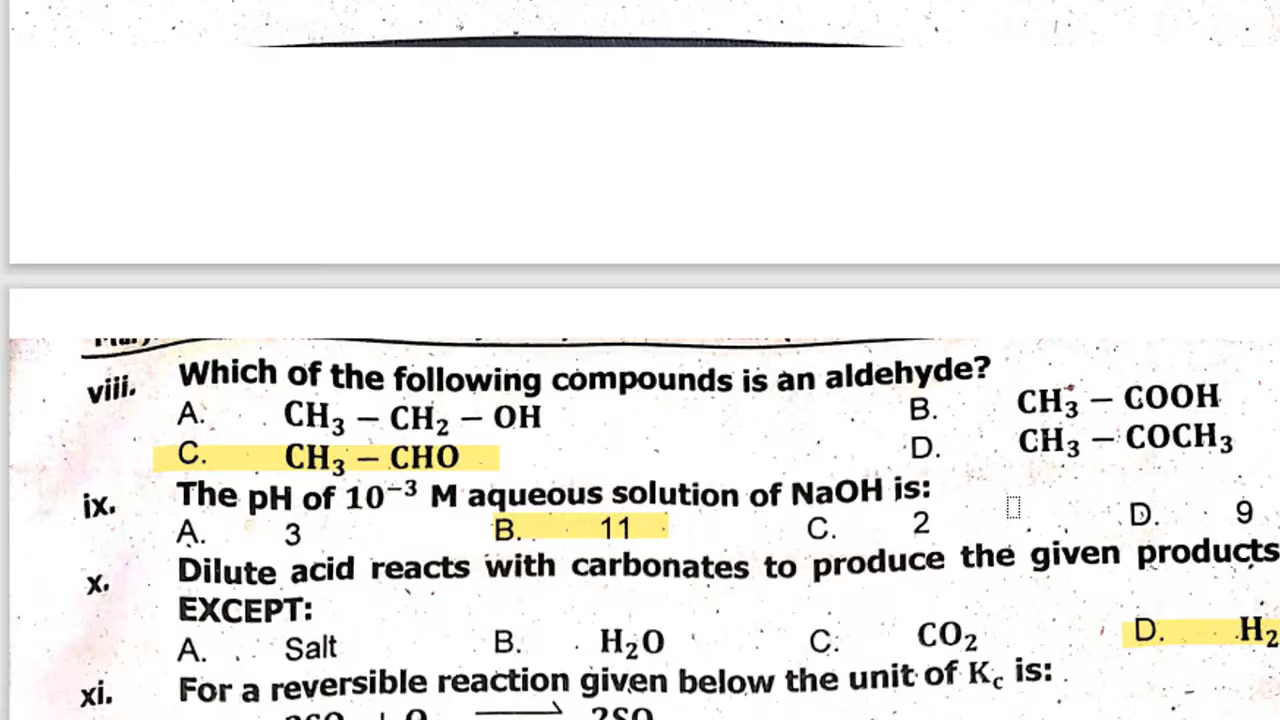 viii. Which of the following compounds is an aldehyde?
A. CH₃ – CH₂ – OH B. CH₃ – COOH
C. CH₃ – CHO D. CH₃ – COCH₃
ix. The pH of 10⁻³ M aqueous solution of NaOH is:
A. 3 B. 11 C. 2 D. 9
x. Dilute acid reacts with carbonates to produce the given products
EXCEPT:
A. Salt B. H₂O C. CO₂ D. H₂
xi. For a reversible reaction given below the unit of K꜀ is: